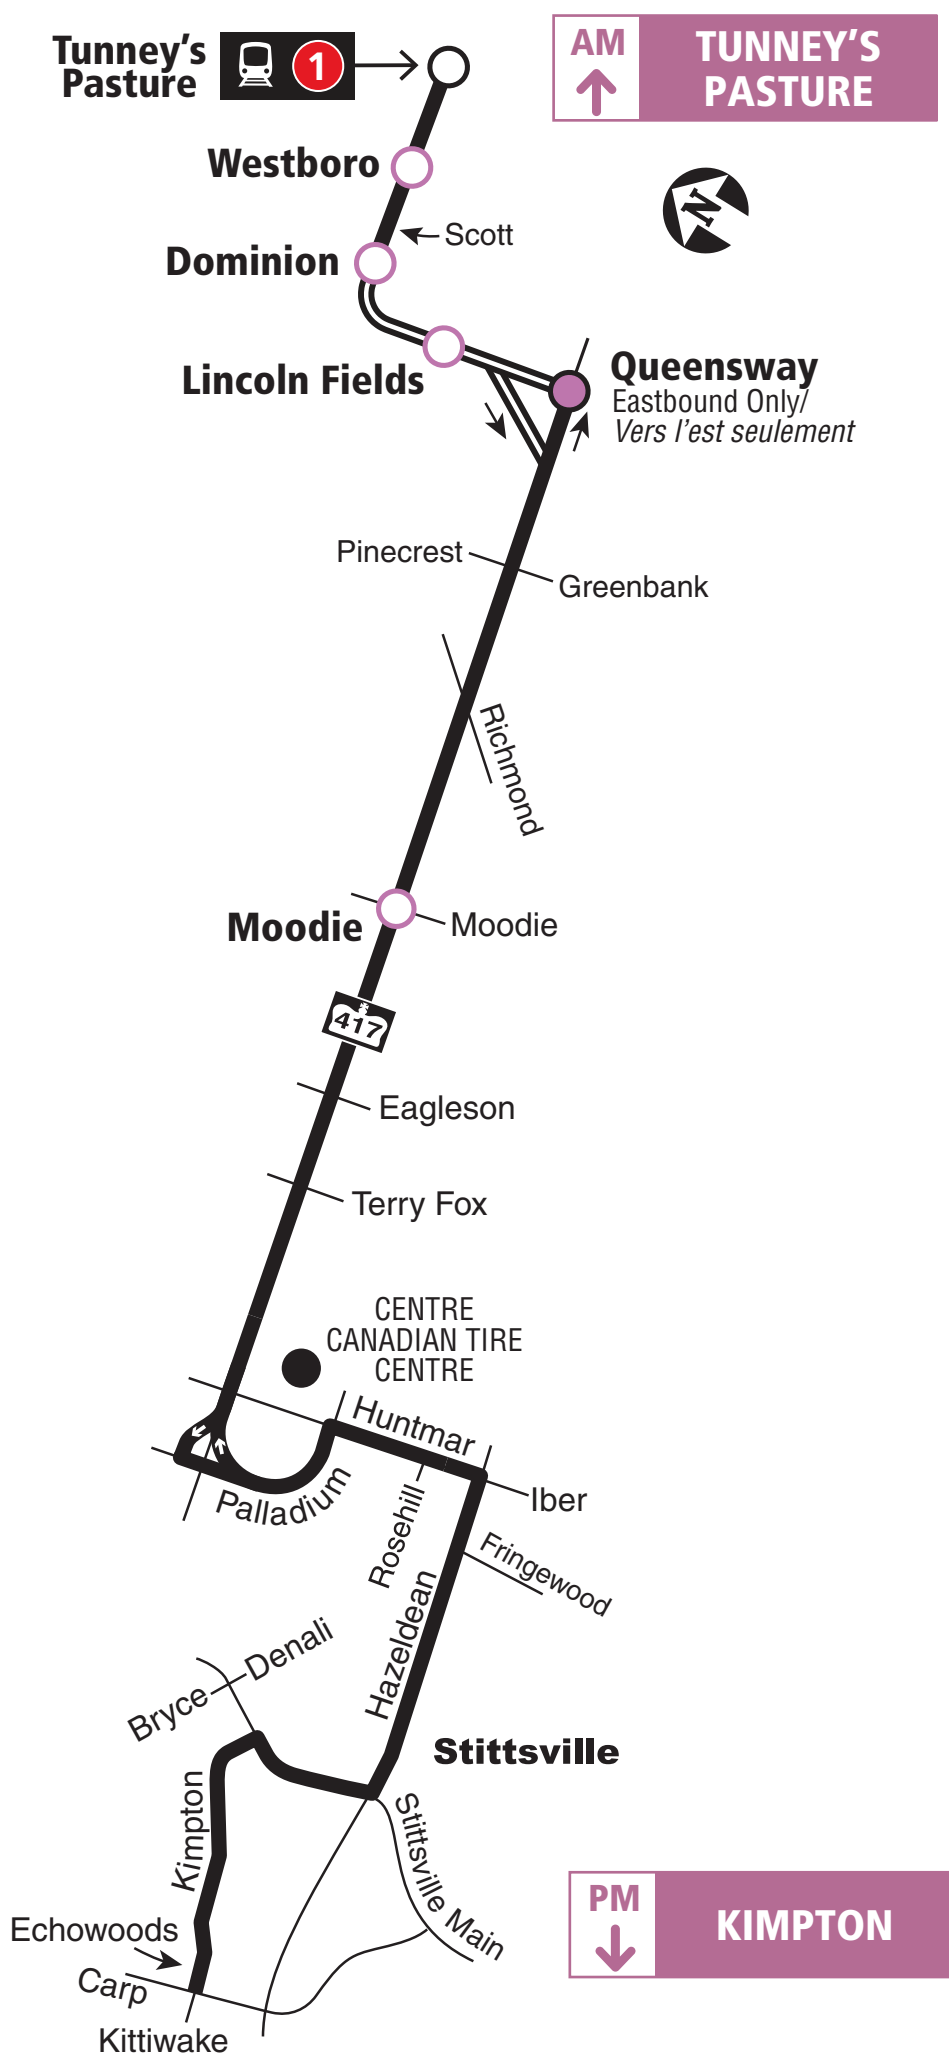 Tunney's
Pasture
1
AM
TUNNEY'S
PASTURE
Westboro
N
Scott
Dominion
Lincoln Fields
Queensway
Eastbound Only/
Vers l'est seulement
Pinecrest
Greenbank
Richmond
Moodie
Moodie
417
Eagleson
Terry Fox
CENTRE
CANADIAN TIRE
CENTRE
Huntmar
Palladium
Rosehill
Iber
Fringewood
Hazeldean
Denali
Bryce
Stittsville
Kimpton
Stittsville Main
PM
KIMPTON
Echowoods
Carp
Kittiwake